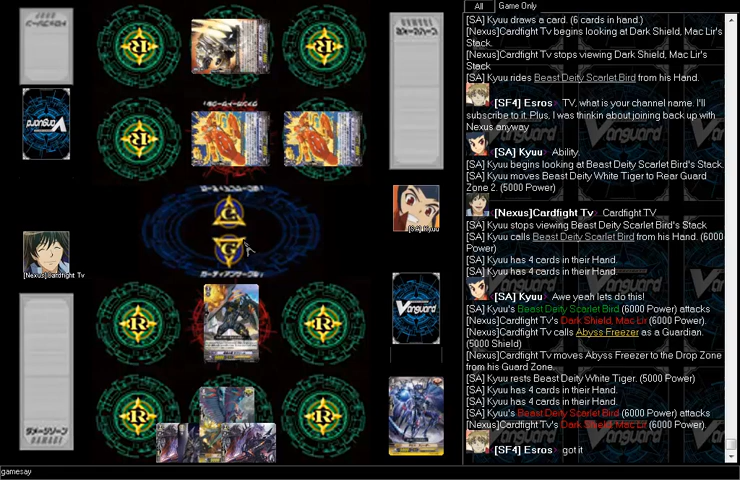 All Game Only
[SA] Kyuu draws a card. (6 cards in hand.)
[Nexus]Cardfight Tv begins looking at Dark Shield, Mac Lir's
Stack.
[Nexus]Cardfight Tv stops viewing Dark Shield, Mac Lir's
Stack
[SA] Kyuu rides Beast Deity Scarlet Bird from his Hand.
[SF4] Esros TV, what is your channel name. I'll
subscribe to it. Plus, I was thinkin about joining back up with
Nexus anyway
[SA] Kyuu Ability.
[SA] Kyuu begins looking at Beast Deity Scarlet Bird's Stack.
[SA] Kyuu moves Beast Deity White Tiger to Rear Guard
Zone 2. (5000 Power)
[Nexus]Cardfight Tv Cardfight TV
[SA] Kyuu stops viewing Beast Deity Scarlet Bird's Stack
[SA] Kyuu calls Beast Deity Scarlet Bird from his Hand. (6000
Power)
[SA] Kyuu has 4 cards in their Hand.
[SA] Kyuu has 4 cards in their Hand.
[SA] Kyuu Awe yeah lets do this!
[SA] Kyuu's Beast Deity Scarlet Bird (6000 Power) attacks
[Nexus]Cardfight Tv's Dark Shield, Mac Lir (6000 Power).
[Nexus]Cardfight Tv calls Abyss Freezer as a Guardian.
(5000 Shield)
[Nexus]Cardfight Tv moves Abyss Freezer to the Drop Zone
from his Guard Zone.
[SA] Kyuu rests Beast Deity White Tiger. (5000 Power)
[SA] Kyuu has 4 cards in their Hand.
[SA] Kyuu has 4 cards in their Hand.
[SA] Kyuu's Beast Deity Scarlet Bird (6000 Power) attacks
[Nexus]Cardfight Tv's Dark Shield, Mac Lir (6000 Power).
[SF4] Esros got it
[SA] Kyuu
[Nexus] Cardfight Tv
Vanguard
Vanguard
ダメージゾーン
DAMAGE
gamesay